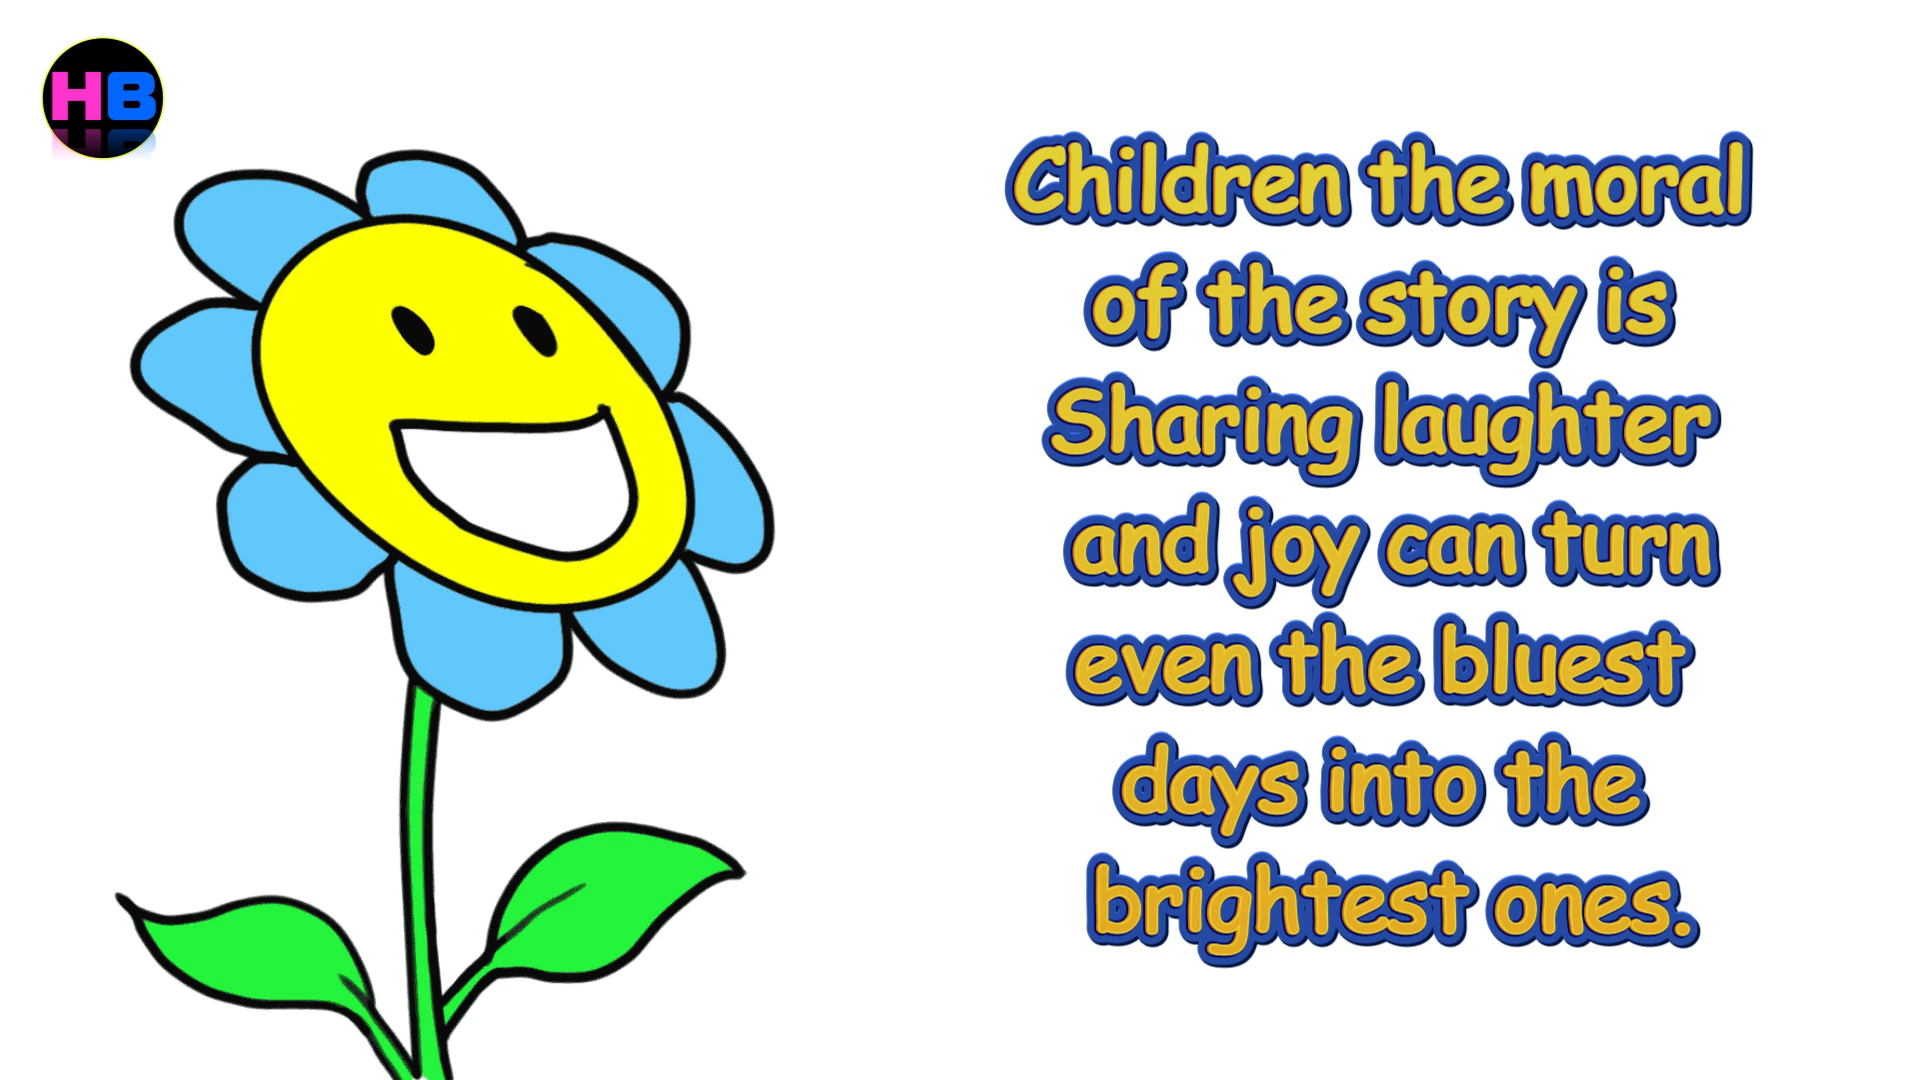 HB
Children the moral
of the story is
Sharing laughter
and joy can turn
even the bluest
days into the
brightest ones.